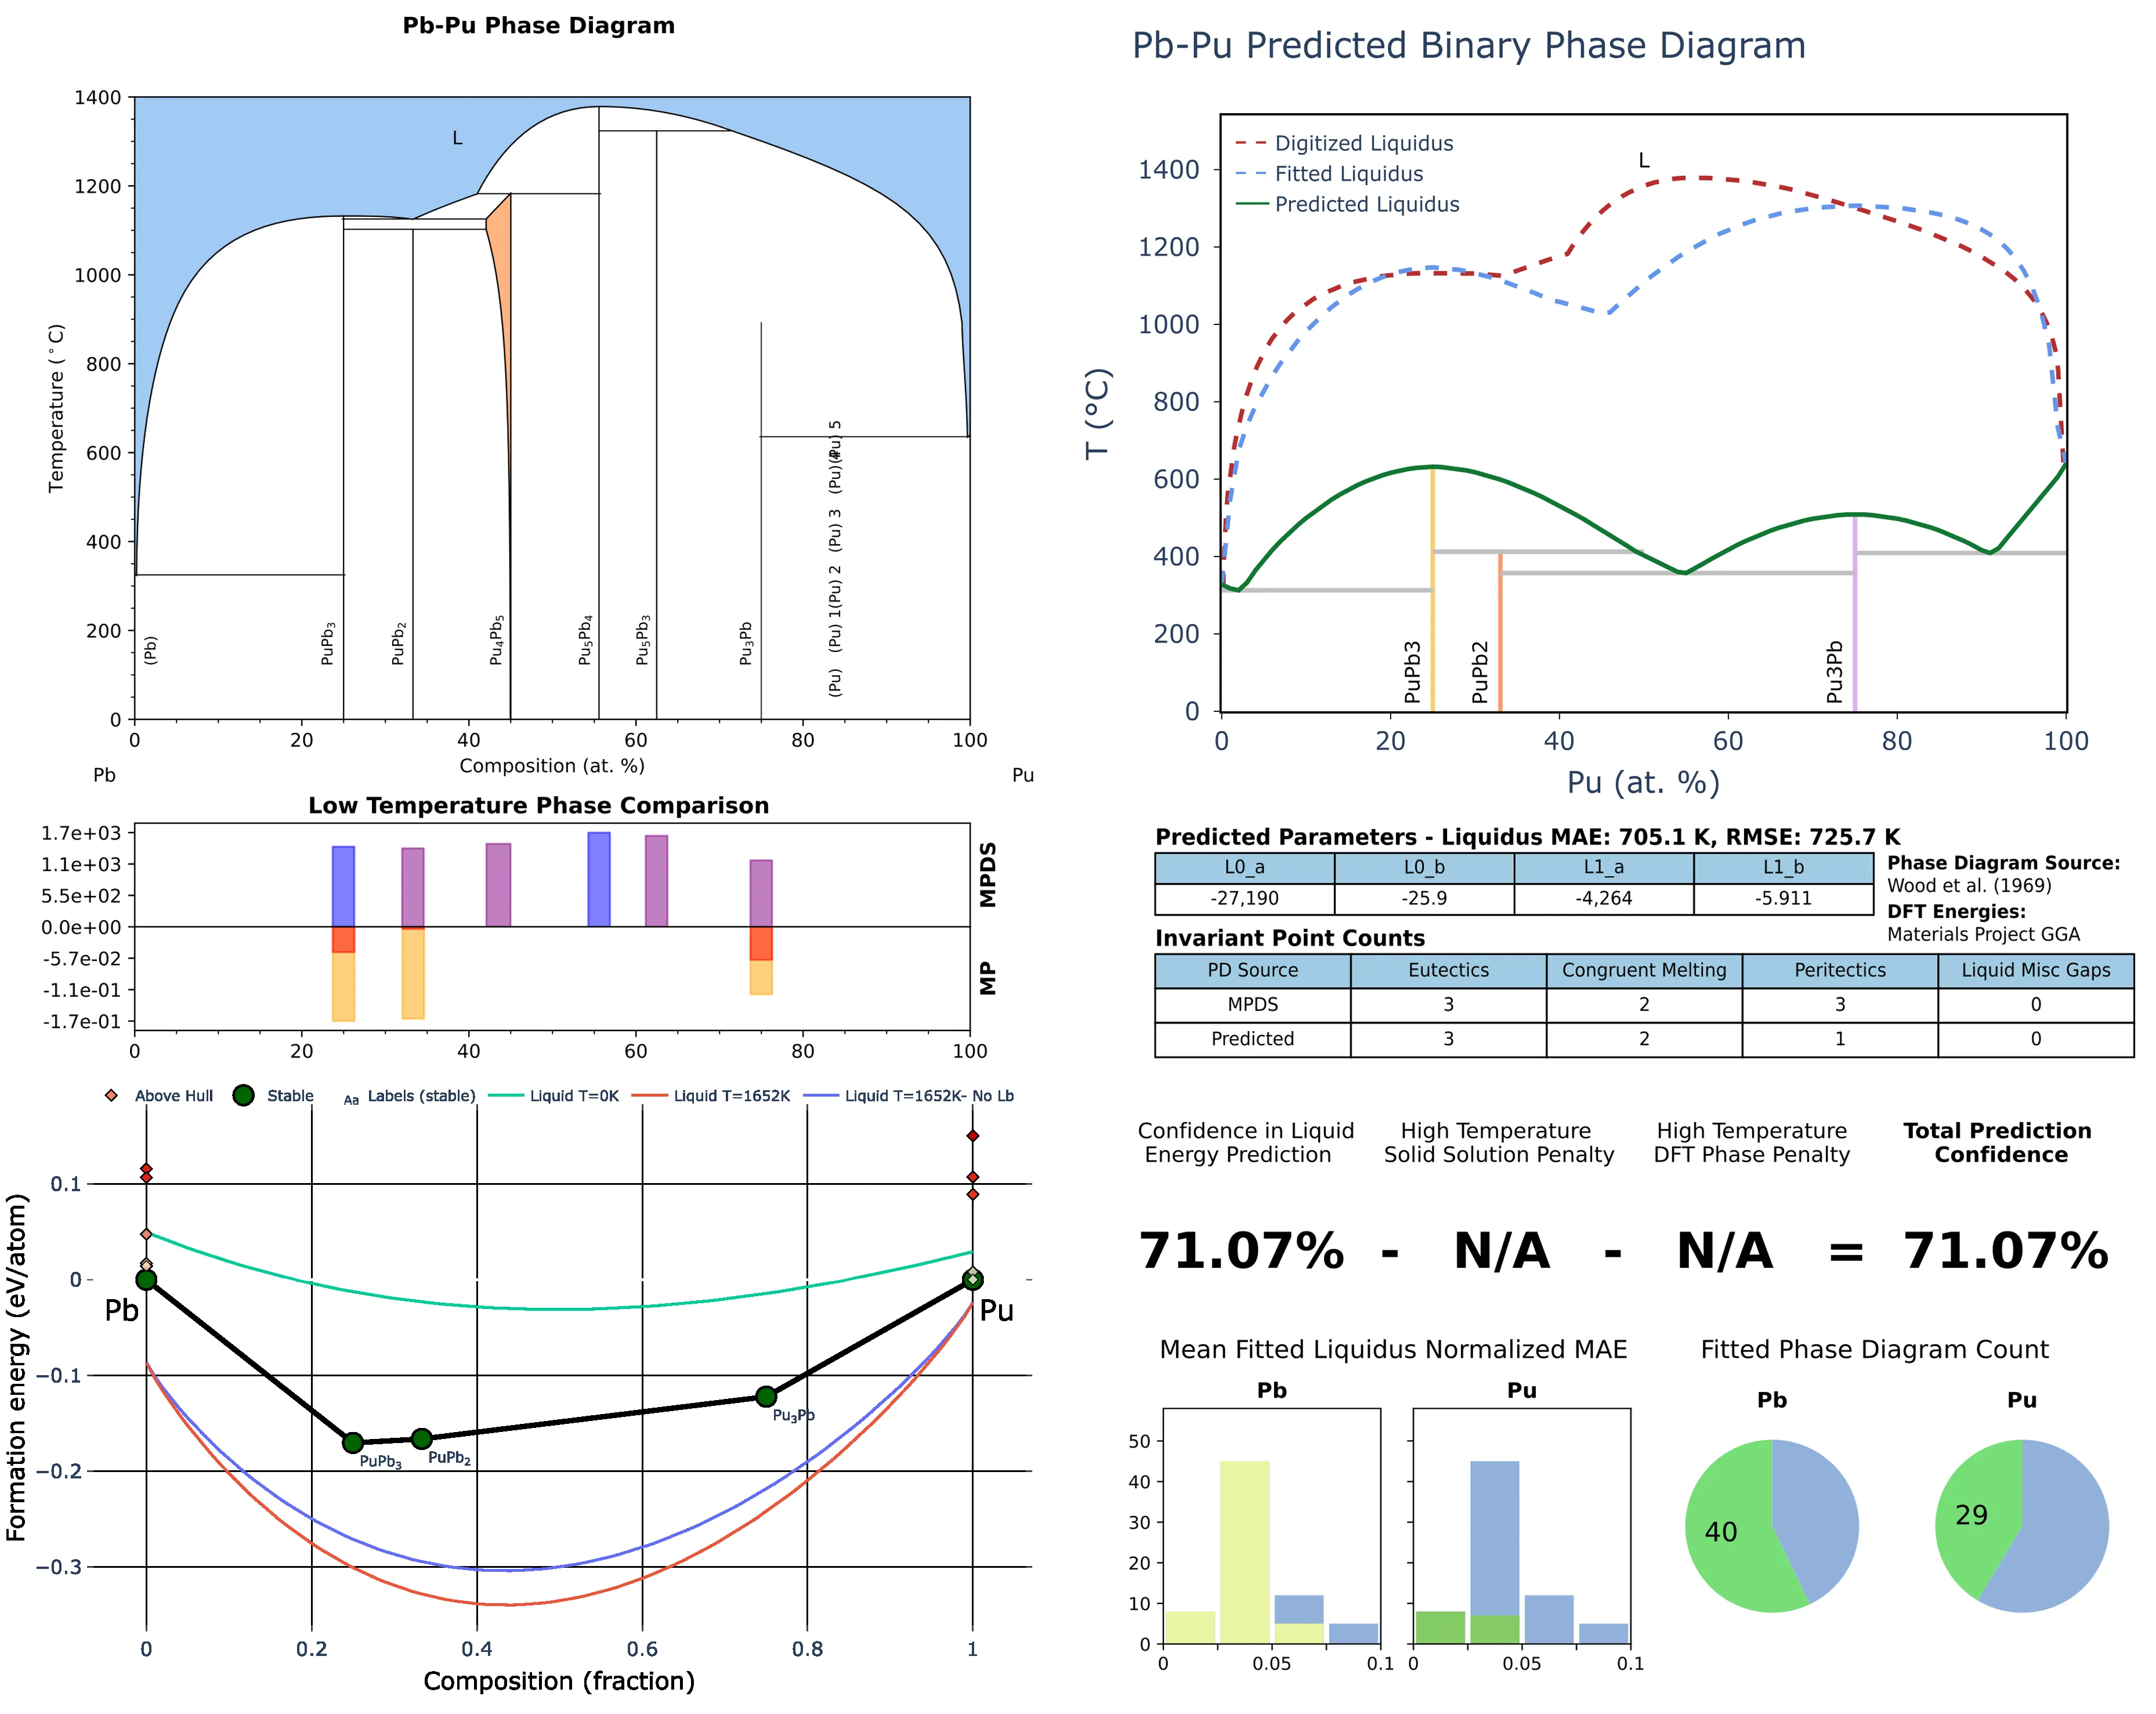 Pb-Pu Phase Diagram
1400
1200
1000
800
600
400
200
0
Temperature (°C)
L
(Pb)
PuPb3
PuPb2
Pu4Pb5
Pu5Pb4
Pu5Pb3
Pu3Pb
(Pu)
(Pu) 1
(Pu) 2
(Pu) 3
(Pu) 5
0 20 40 60 80 100
Composition (at. %)
Pb Pu
Low Temperature Phase Comparison
1.7e+03
1.1e+03
5.5e+02
0.0e+00
-5.7e-02
-1.1e-01
-1.7e-01
MPDS
MP
0 20 40 60 80 100
Above Hull Stable Aa Labels (stable) Liquid T=0K Liquid T=1652K Liquid T=1652K- No Lb
0.1
0
−0.1
−0.2
−0.3
Formation energy (eV/atom)
Pb
Pu
PuPb2
PuPb3
Pu3Pb
0 0.2 0.4 0.6 0.8 1
Composition (fraction)
Pb-Pu Predicted Binary Phase Diagram
Digitized Liquidus
Fitted Liquidus
Predicted Liquidus
L
1400
1200
1000
800
600
400
200
0
T (°C)
PuPb3
PuPb2
Pu3Pb
0 20 40 60 80 100
Pu (at. %)
Predicted Parameters - Liquidus MAE: 705.1 K, RMSE: 725.7 K
L0_a L0_b L1_a L1_b
-27,190 -25.9 -4,264 -5.911
Phase Diagram Source:
Wood et al. (1969)
DFT Energies:
Materials Project GGA
Invariant Point Counts
PD Source Eutectics Congruent Melting Peritectics Liquid Misc Gaps
MPDS 3 2 3 0
Predicted 3 2 1 0
Confidence in Liquid
Energy Prediction
High Temperature
Solid Solution Penalty
High Temperature
DFT Phase Penalty
Total Prediction
Confidence
71.07% - N/A - N/A = 71.07%
Mean Fitted Liquidus Normalized MAE
Pb
Pu
50
40
30
20
10
0
0 0.05 0.1
0 0.05 0.1
Fitted Phase Diagram Count
Pb
Pu
40
29